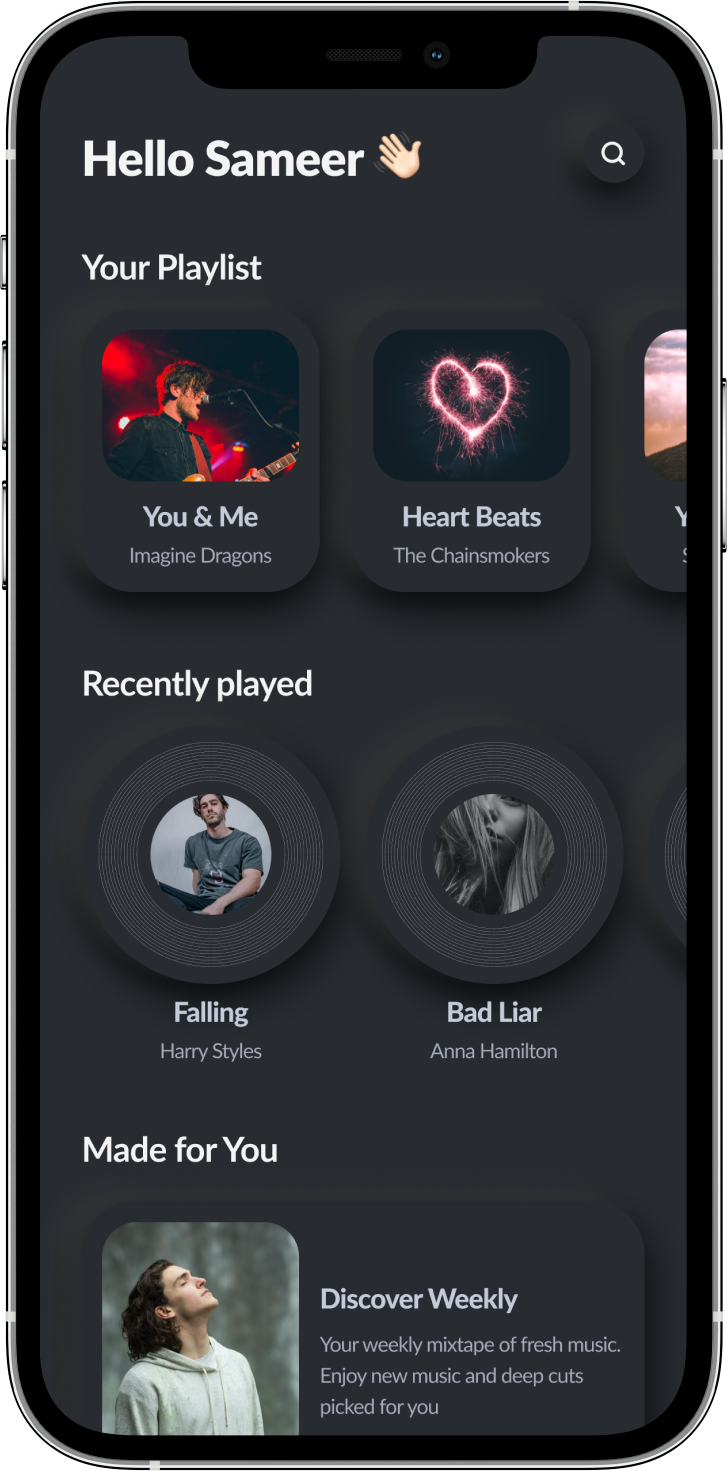 Hello Sameer 👋🏻
Your Playlist
You & Me
Heart Beats
Y
Imagine Dragons
The Chainsmokers
S
Recently played
Falling
Bad Liar
Harry Styles
Anna Hamilton
Made for You
Discover Weekly
Your weekly mixtape of fresh music.
Enjoy new music and deep cuts
picked for you